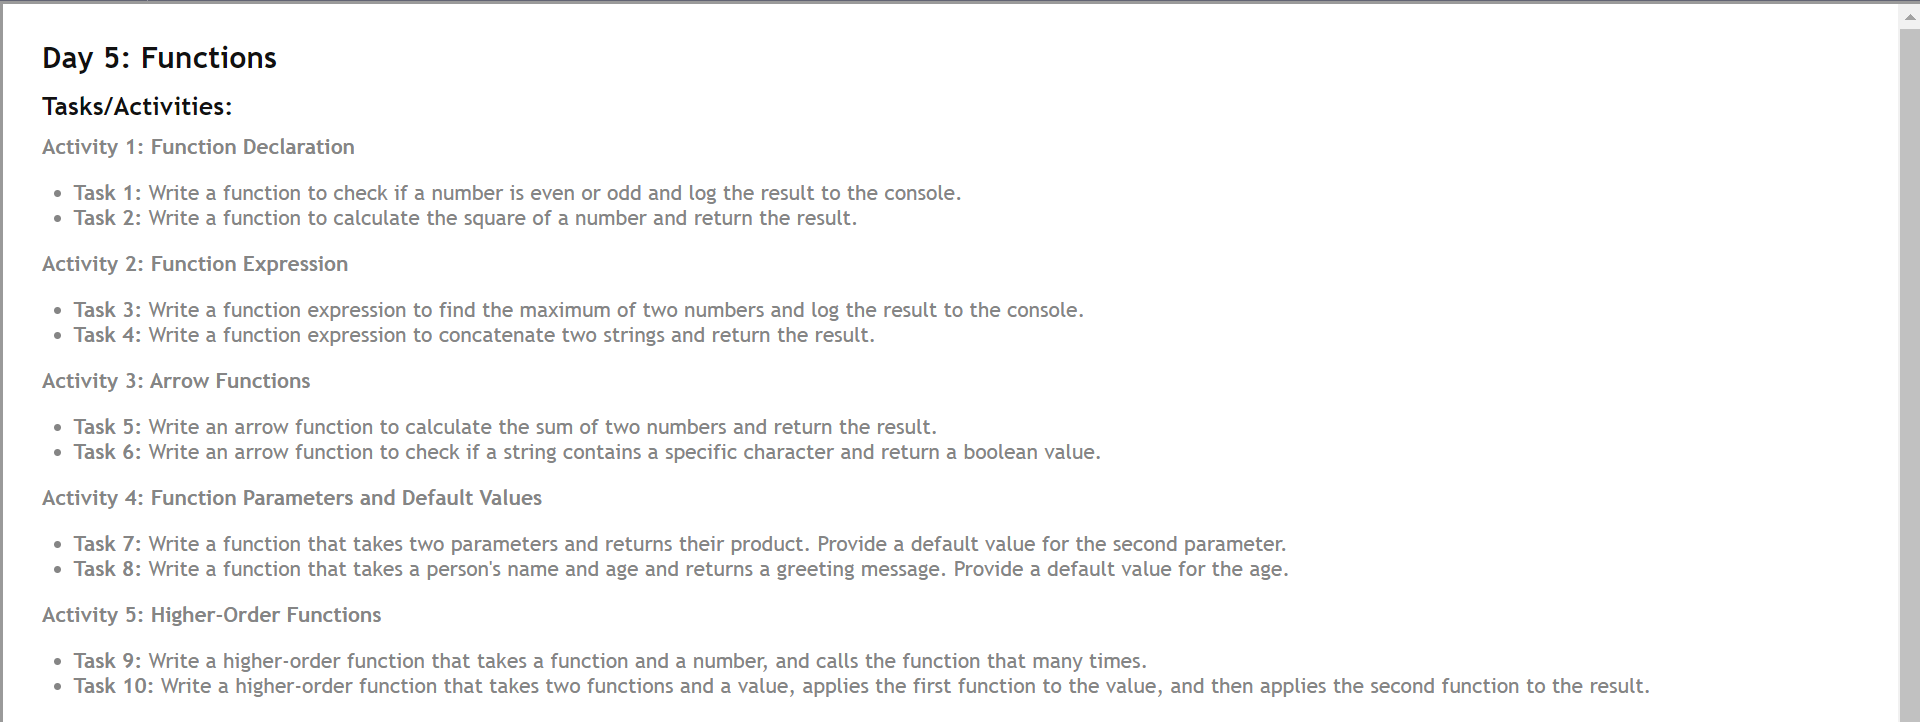 Day 5: Functions
Tasks/Activities:
Activity 1: Function Declaration
• Task 1: Write a function to check if a number is even or odd and log the result to the console.
• Task 2: Write a function to calculate the square of a number and return the result.
Activity 2: Function Expression
• Task 3: Write a function expression to find the maximum of two numbers and log the result to the console.
• Task 4: Write a function expression to concatenate two strings and return the result.
Activity 3: Arrow Functions
• Task 5: Write an arrow function to calculate the sum of two numbers and return the result.
• Task 6: Write an arrow function to check if a string contains a specific character and return a boolean value.
Activity 4: Function Parameters and Default Values
• Task 7: Write a function that takes two parameters and returns their product. Provide a default value for the second parameter.
• Task 8: Write a function that takes a person's name and age and returns a greeting message. Provide a default value for the age.
Activity 5: Higher-Order Functions
• Task 9: Write a higher-order function that takes a function and a number, and calls the function that many times.
• Task 10: Write a higher-order function that takes two functions and a value, applies the first function to the value, and then applies the second function to the result.